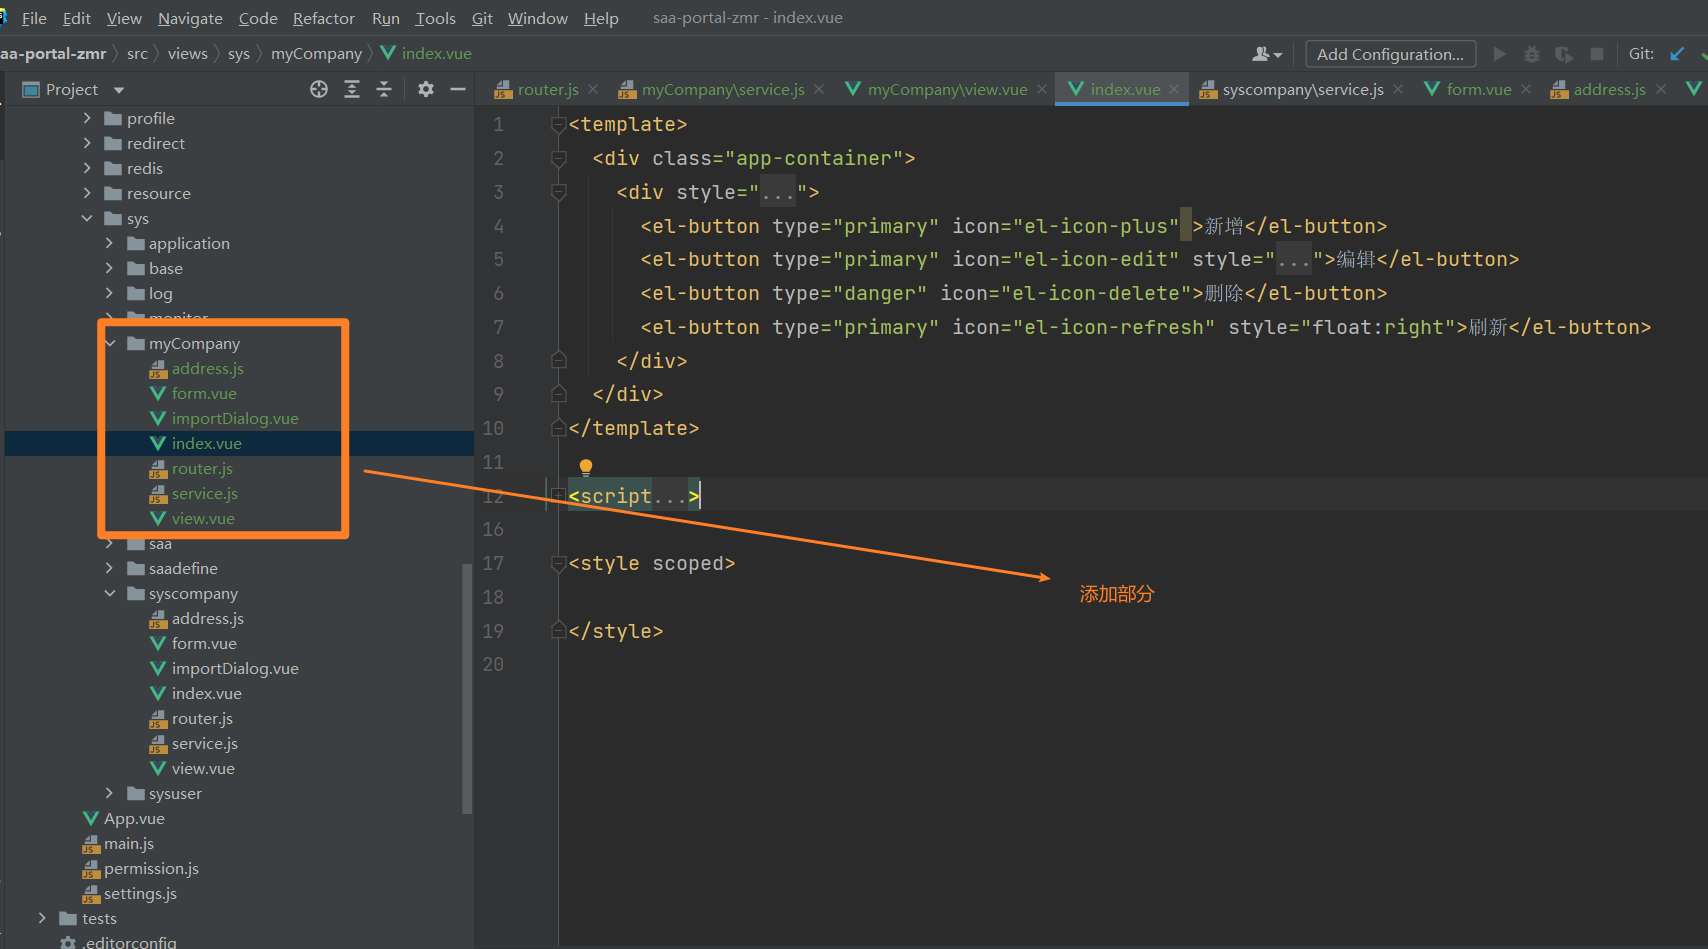 File Edit View Navigate Code Refactor Run Tools Git Window Help saa-portal-zmr - index.vue
aa-portal-zmr src views sys myCompany index.vue Add Configuration... Git:
Project router.js myCompany\service.js myCompany\view.vue index.vue syscompany\service.js form.vue address.js
profile
redirect
redis
resource
sys
application
base
log
monitor
myCompany
address.js
form.vue
importDialog.vue
index.vue
router.js
service.js
view.vue
saa
saadefine
syscompany
address.js
form.vue
importDialog.vue
index.vue
router.js
service.js
view.vue
sysuser
App.vue
main.js
permission.js
settings.js
tests
.editorconfig
1 <template>
2 <div class="app-container">
3 <div style="...">
4 <el-button type="primary" icon="el-icon-plus" >新增</el-button>
5 <el-button type="primary" icon="el-icon-edit" style="...">编辑</el-button>
6 <el-button type="danger" icon="el-icon-delete">删除</el-button>
7 <el-button type="primary" icon="el-icon-refresh" style="float:right">刷新</el-button>
8 </div>
9 </div>
10 </template>
11
12 <script...>
16
17 <style scoped>
18
19 </style>
20
添加部分